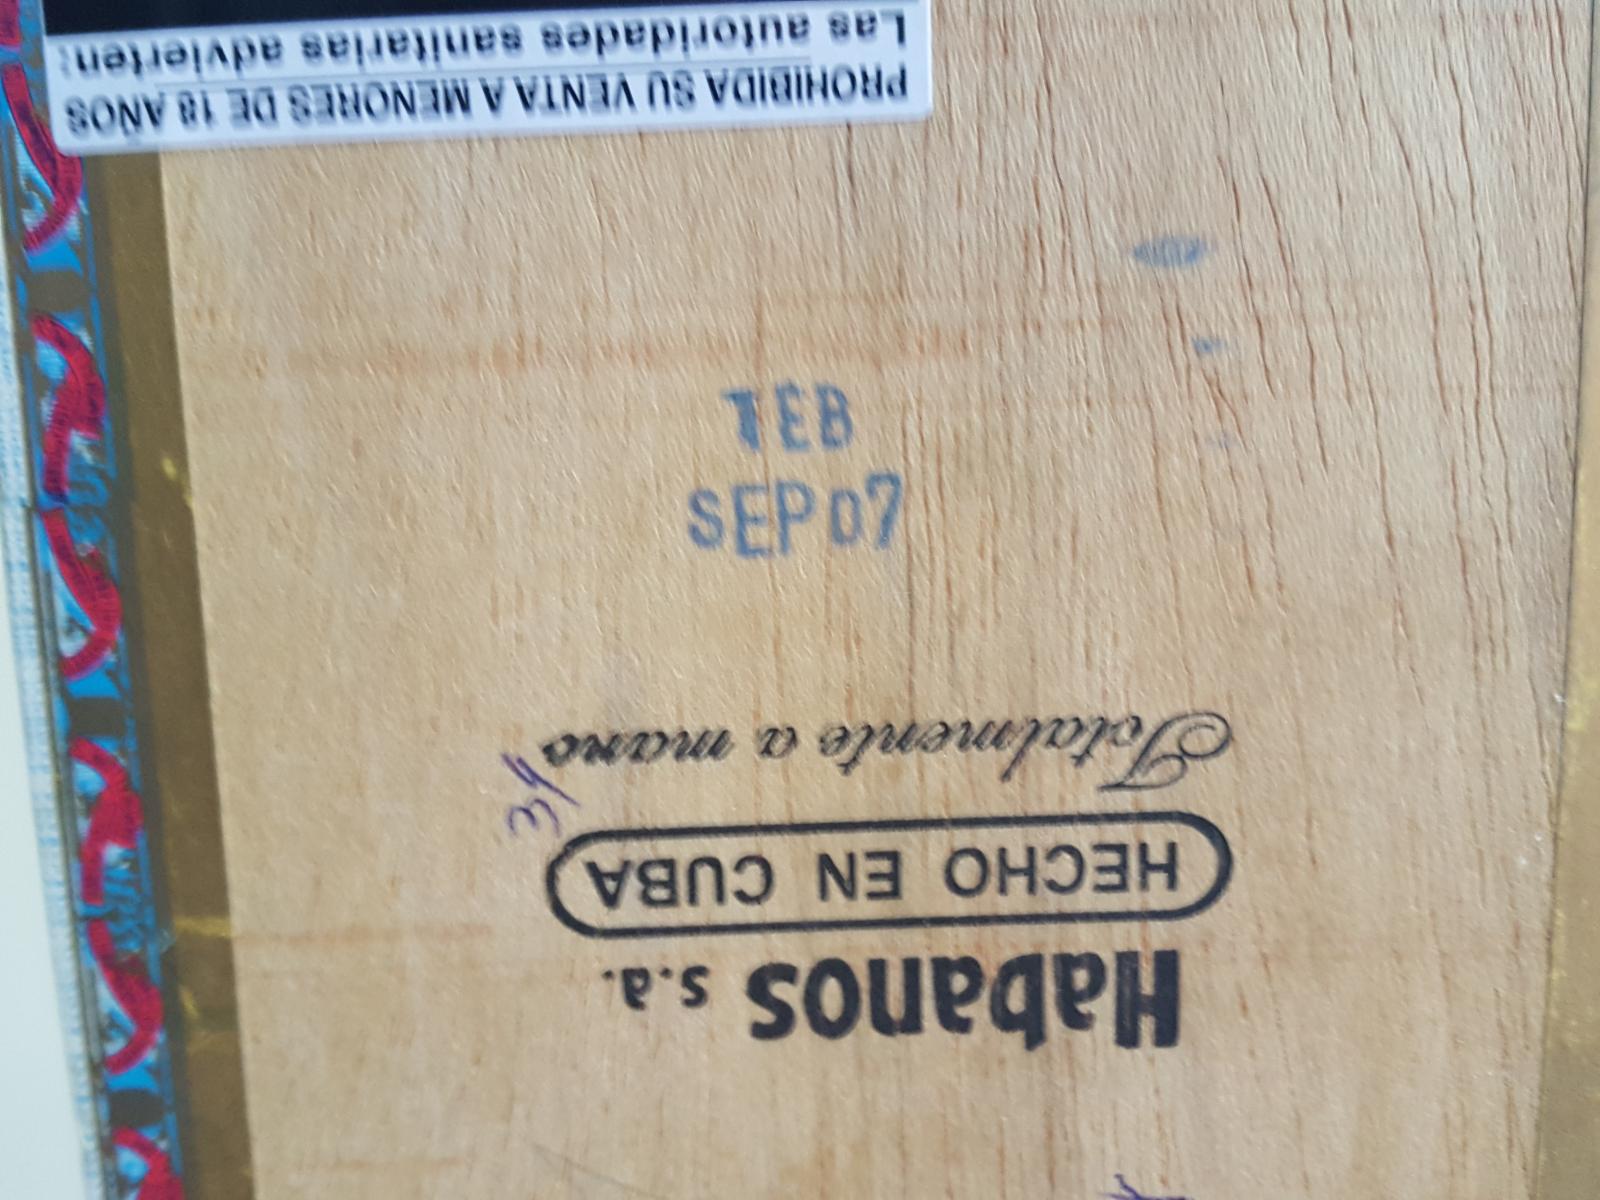 Habanos s.a.
HECHO EN CUBA
Totalmente a mano
34
TEB
SEP 07
PROHIBIDA SU VENTA A MENORES DE 18 AÑOS
Las autoridades sanitarias advierten: